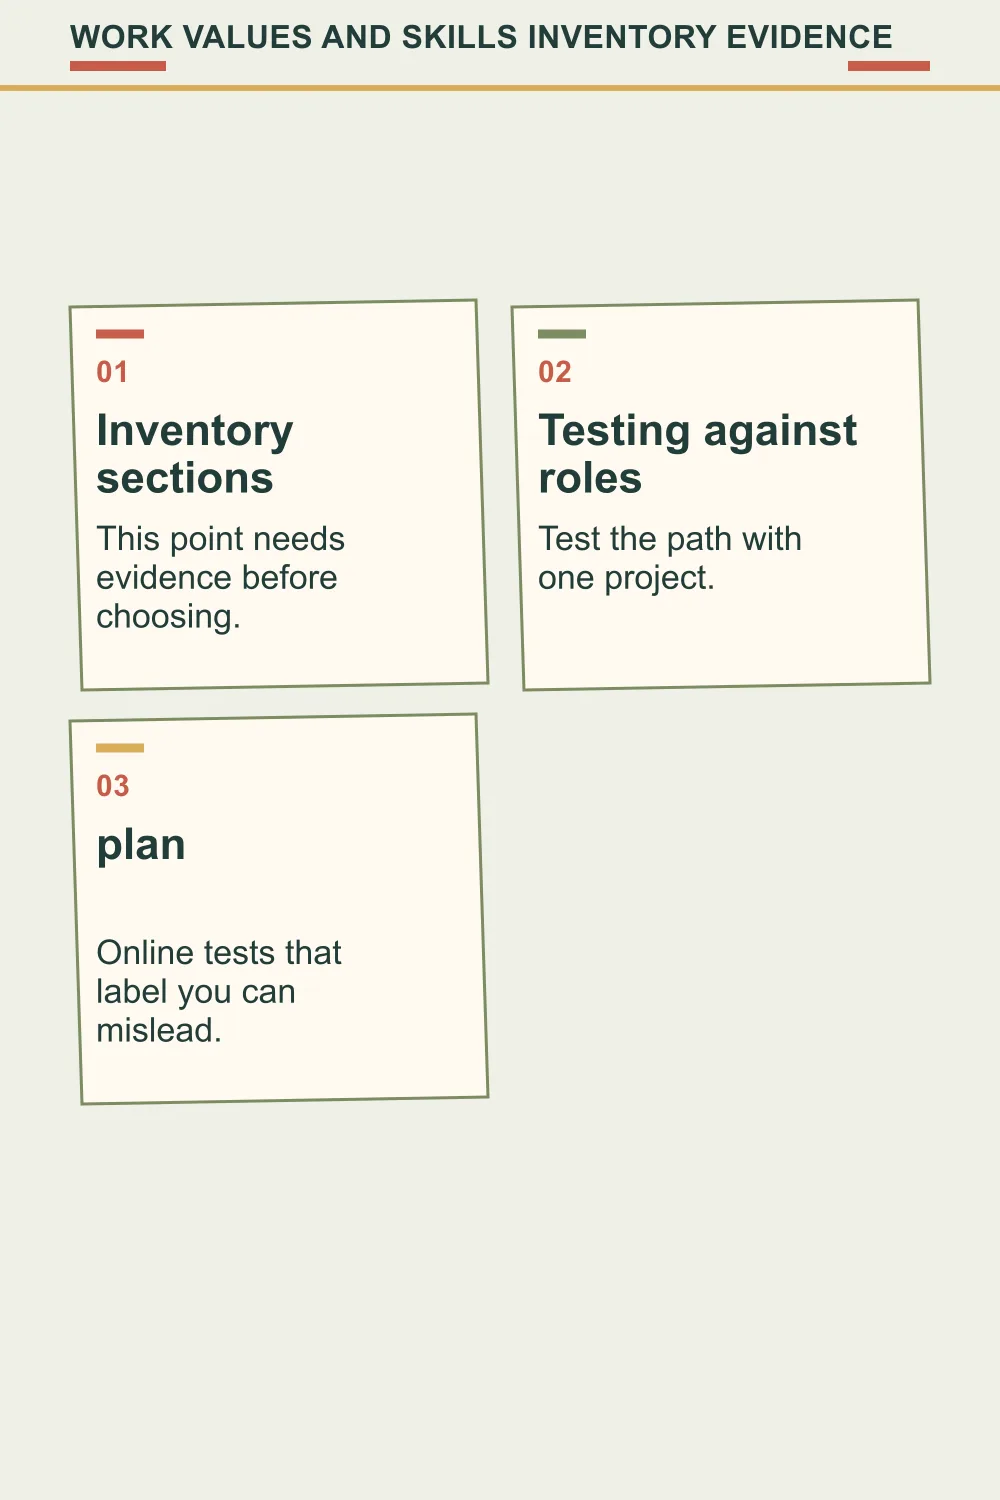 WORK VALUES AND SKILLS INVENTORY EVIDENCE
01
Inventory
sections
This point needs
evidence before
choosing.
02
Testing against
roles
Test the path with
one project.
03
plan
Online tests that
label you can
mislead.